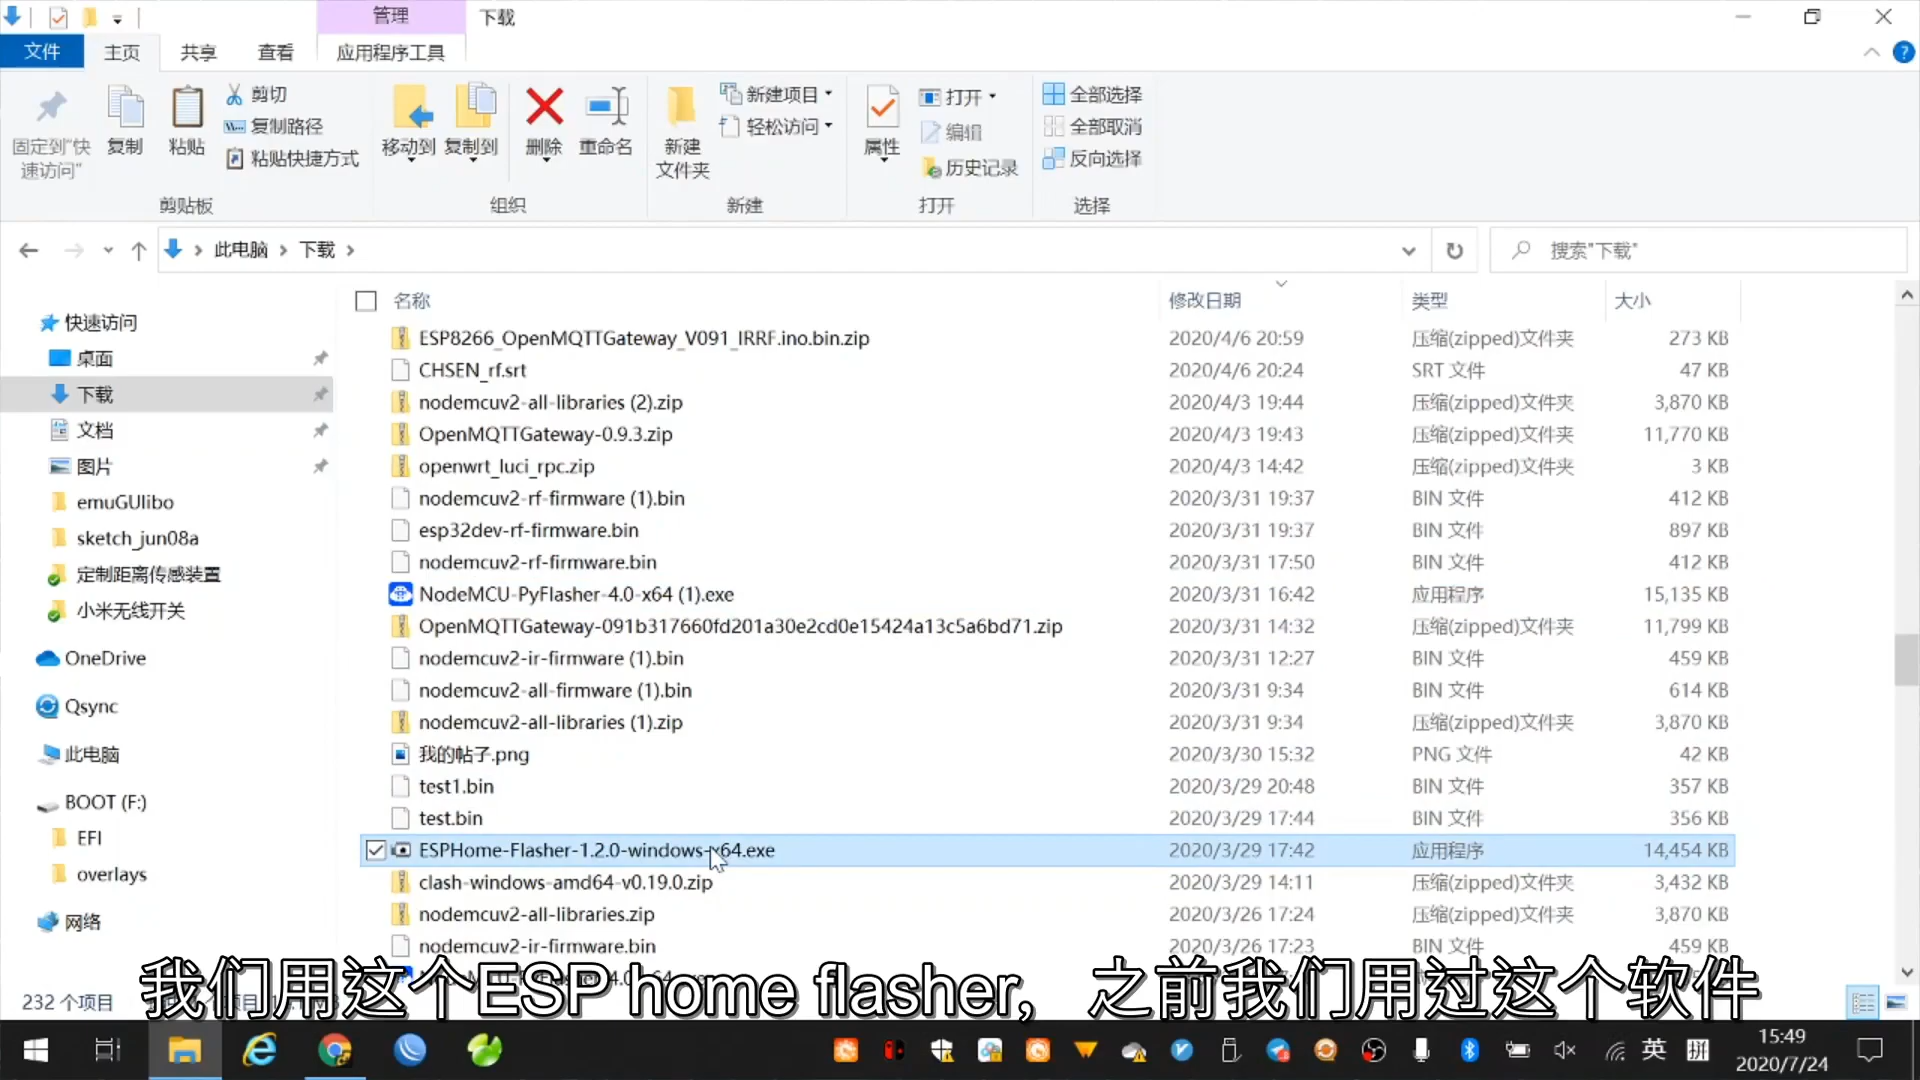 管理
下载
文件
主页
共享
查看
应用程序工具
固定到"快
速访问"
复制
粘贴
剪切
复制路径
粘贴快捷方式
剪贴板
移动到
复制到
删除
重命名
组织
新建
文件夹
新建项目
轻松访问
新建
属性
打开
编辑
历史记录
打开
全部选择
全部取消
反向选择
选择
此电脑
下载
搜索"下载"
快速访问
桌面
下载
文档
图片
emuGUIibo
sketch_jun08a
定制距离传感装置
小米无线开关
OneDrive
Qsync
此电脑
BOOT (F:)
EFI
overlays
网络
名称 修改日期 类型 大小
ESP8266_OpenMQTTGateway_V091_IRRF.ino.bin.zip 2020/4/6 20:59 压缩(zipped)文件夹 273 KB
CHSEN_rf.srt 2020/4/6 20:24 SRT 文件 47 KB
nodemcuv2-all-libraries (2).zip 2020/4/3 19:44 压缩(zipped)文件夹 3,870 KB
OpenMQTTGateway-0.9.3.zip 2020/4/3 19:43 压缩(zipped)文件夹 11,770 KB
openwrt_luci_rpc.zip 2020/4/3 14:42 压缩(zipped)文件夹 3 KB
nodemcuv2-rf-firmware (1).bin 2020/3/31 19:37 BIN 文件 412 KB
esp32dev-rf-firmware.bin 2020/3/31 19:37 BIN 文件 897 KB
nodemcuv2-rf-firmware.bin 2020/3/31 17:50 BIN 文件 412 KB
NodeMCU-PyFlasher-4.0-x64 (1).exe 2020/3/31 16:42 应用程序 15,135 KB
OpenMQTTGateway-091b317660fd201a30e2cd0e15424a13c5a6bd71.zip 2020/3/31 14:32 压缩(zipped)文件夹 11,799 KB
nodemcuv2-ir-firmware (1).bin 2020/3/31 12:27 BIN 文件 459 KB
nodemcuv2-all-firmware (1).bin 2020/3/31 9:34 BIN 文件 614 KB
nodemcuv2-all-libraries (1).zip 2020/3/31 9:34 压缩(zipped)文件夹 3,870 KB
我的帖子.png 2020/3/30 15:32 PNG 文件 42 KB
test1.bin 2020/3/29 20:48 BIN 文件 357 KB
test.bin 2020/3/29 17:44 BIN 文件 356 KB
ESPHome-Flasher-1.2.0-windows-x64.exe 2020/3/29 17:42 应用程序 14,454 KB
clash-windows-amd64-v0.19.0.zip 2020/3/29 14:11 压缩(zipped)文件夹 3,432 KB
nodemcuv2-all-libraries.zip 2020/3/26 17:24 压缩(zipped)文件夹 3,870 KB
nodemcuv2-ir-firmware.bin 2020/3/26 17:23 BIN 文件 459 KB
232 个项目
我们用这个ESP home flasher, 之前我们用过这个软件
英
拼
15:49
2020/7/24